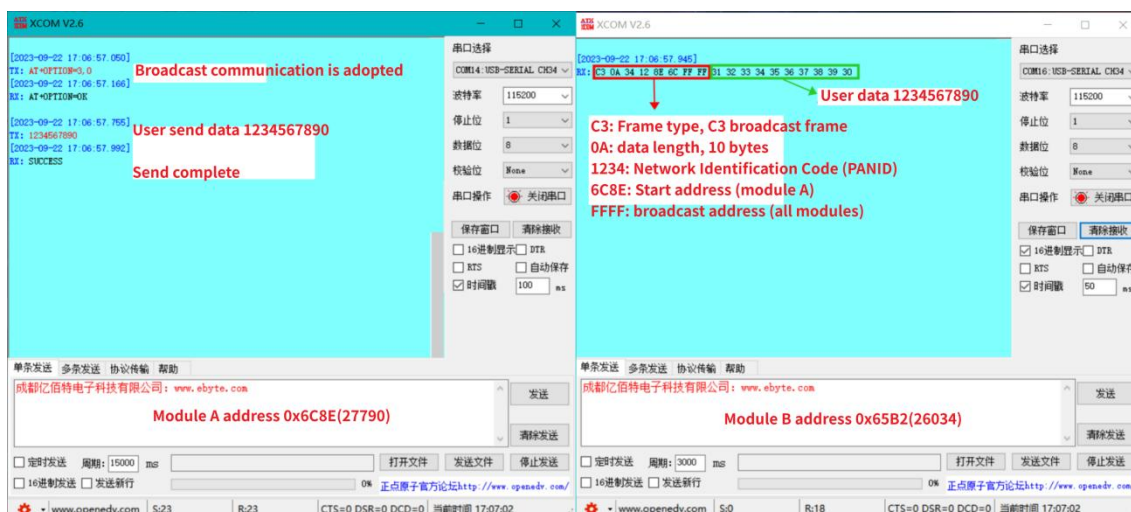 XCOM V2.6
[2023-09-22 17:06:57.050]
TX: AT+OPTION=3,0
Broadcast communication is adopted
[2023-09-22 17:06:57.166]
RX: AT+OPTION=OK
[2023-09-22 17:06:57.755]
TX: 1234567890
User send data 1234567890
[2023-09-22 17:06:57.992]
RX: SUCCESS
Send complete
串口选择
COM14:USB-SERIAL CH34
波特率 115200
停止位 1
数据位 8
校验位 None
串口操作 关闭串口
保存窗口 清除接收
16进制显示 DTR
RTS 自动保存
时间戳 100 ms
单条发送 多条发送 协议传输 帮助
成都亿佰特电子科技有限公司: www.ebyte.com
Module A address 0x6C8E(27790)
发送
清除发送
定时发送 周期: 15000 ms 打开文件 发送文件 停止发送
16进制发送 发送新行 0% 正点原子官方论坛http://www.openedv.com/
www.openedv.com S:23 R:23 CTS=0 DSR=0 DCD=0 当前时间 17:07:02
XCOM V2.6
[2023-09-22 17:06:57.945]
RX: C3 0A 34 12 8E 6C FF FF 31 32 33 34 35 36 37 38 39 30
User data 1234567890
C3: Frame type, C3 broadcast frame
0A: data length, 10 bytes
1234: Network Identification Code (PANID)
6C8E: Start address (module A)
FFFF: broadcast address (all modules)
串口选择
COM16:USB-SERIAL CH34
波特率 115200
停止位 1
数据位 8
校验位 None
串口操作 关闭串口
保存窗口 清除接收
16进制显示 DTR
RTS 自动保存
时间戳 50 ms
单条发送 多条发送 协议传输 帮助
成都亿佰特电子科技有限公司: www.ebyte.com
Module B address 0x65B2(26034)
发送
清除发送
定时发送 周期: 3000 ms 打开文件 发送文件 停止发送
16进制发送 发送新行 0% 正点原子官方论坛http://www.openedv.com
www.openedv.com S:0 R:18 CTS=0 DSR=0 DCD=0 当前时间 17:07:02